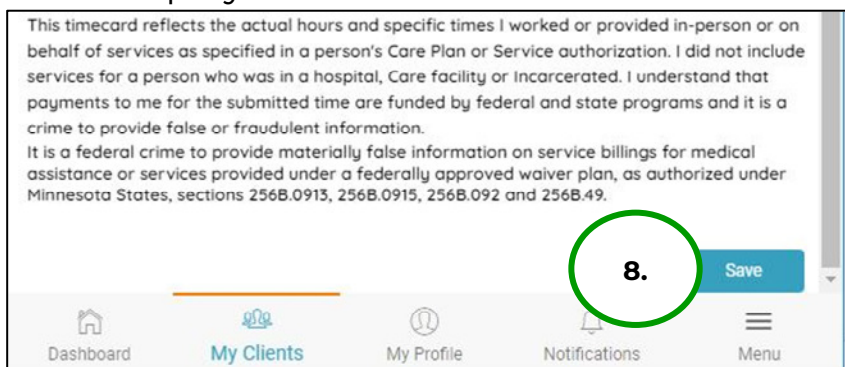 This timecard reflects the actual hours and specific times I worked or provided in-person or on
behalf of services as specified in a person's Care Plan or Service authorization. I did not include
services for a person who was in a hospital, Care facility or Incarcerated. I understand that
payments to me for the submitted time are funded by federal and state programs and it is a
crime to provide false or fraudulent information.
It is a federal crime to provide materially false information on service billings for medical
assistance or services provided under a federally approved waiver plan, as authorized under
Minnesota States, sections 256B.0913, 256B.0915, 256B.092 and 256B.49.
8. Save
Dashboard My Clients My Profile Notifications Menu